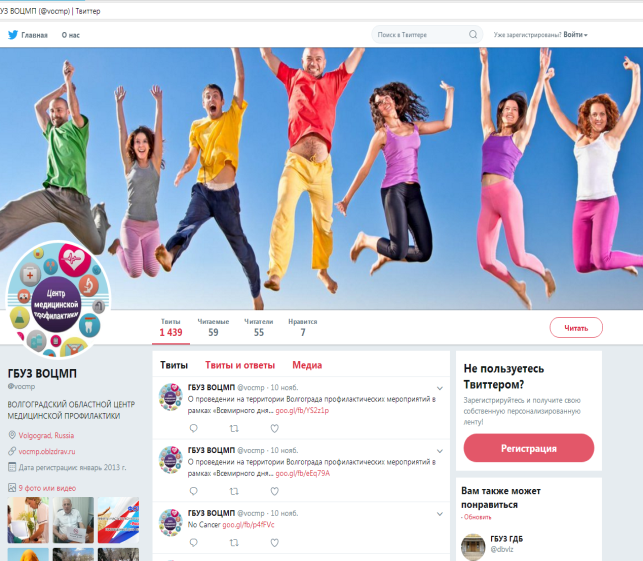 УЗ ВОЦМП (@vocmp) | Твиттер
Главная О нас
Поиск в Твиттере
Уже зарегистрированы? Войти
Центр
медицинской
профилактики
Твиты Читаемые Читатели Нравится
1 439 59 55 7
Читать
ГБУЗ ВОЦМП
@vocmp
ВОЛГОГРАДСКИЙ ОБЛАСТНОЙ ЦЕНТР
МЕДИЦИНСКОЙ ПРОФИЛАКТИКИ
Volgograd, Russia
vocmp.oblzdrav.ru
Дата регистрации: январь 2013 г.
9 фото или видео
Твиты Твиты и ответы Медиа
ГБУЗ ВОЦМП @vocmp · 10 нояб.
О проведении на территории Волгограда профилактических мероприятий в
рамках «Всемирного дня... goo.gl/fb/YS2z1p
ГБУЗ ВОЦМП @vocmp · 10 нояб.
О проведении на территории Волгограда профилактических мероприятий в
рамках «Всемирного дня... goo.gl/fb/eEq79A
ГБУЗ ВОЦМП @vocmp · 10 нояб.
No Cancer goo.gl/fb/p4fFVc
Не пользуетесь
Твиттером?
Зарегистрируйтесь и получите свою
собственную персонализированную
ленту!
Регистрация
Вам также может
понравиться
· Обновить
ГБУЗ ГДБ
@dbvlz